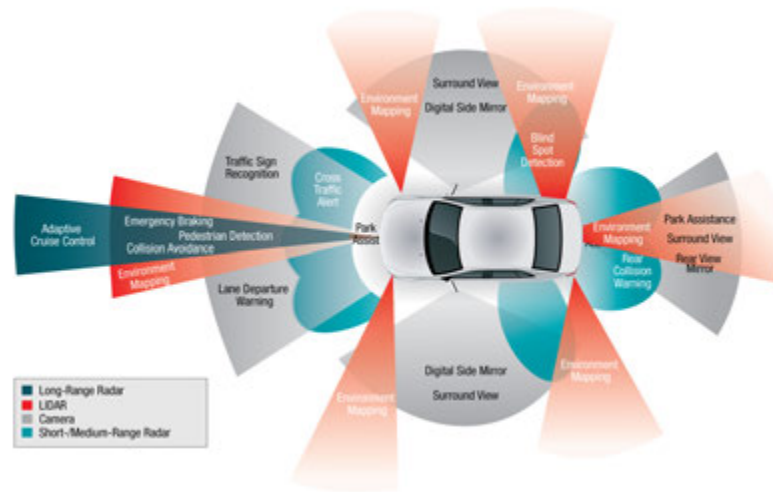 Environment
Mapping
Surround View
Digital Side Mirror
Environment
Mapping
Blind
Spot
Detection
Traffic Sign
Recognition
Cross
Traffic
Alert
Adaptive
Cruise Control
Emergency Braking
Pedestrian Detection
Collision Avoidance
Environment
Mapping
Park
Assist
Lane Departure
Warning
Environment
Mapping
Park Assistance
Surround View
Rear View
Mirror
Rear
Collision
Warning
Environment
Mapping
Digital Side Mirror
Surround View
Environment
Mapping
Long-Range Radar
LIDAR
Camera
Short-/Medium-Range Radar